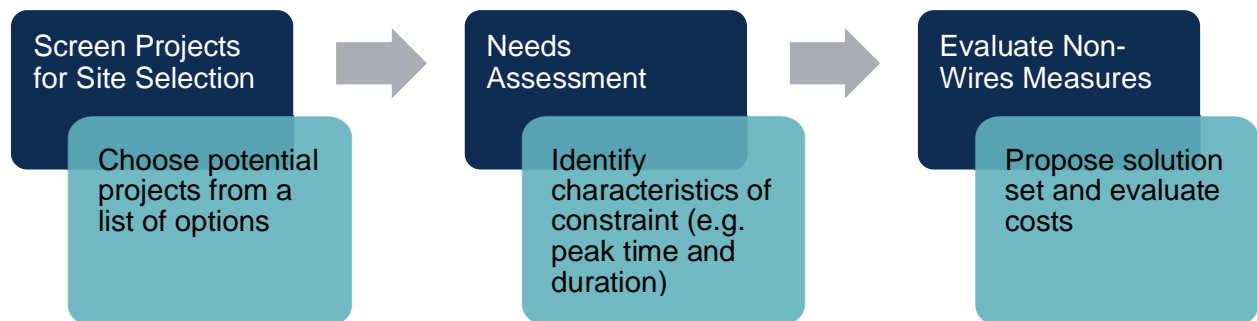 Screen Projects
for Site Selection
Choose potential
projects from a
list of options
Needs
Assessment
Identify
characteristics of
constraint (e.g.
peak time and
duration)
Evaluate Non-
Wires Measures
Propose solution
set and evaluate
costs